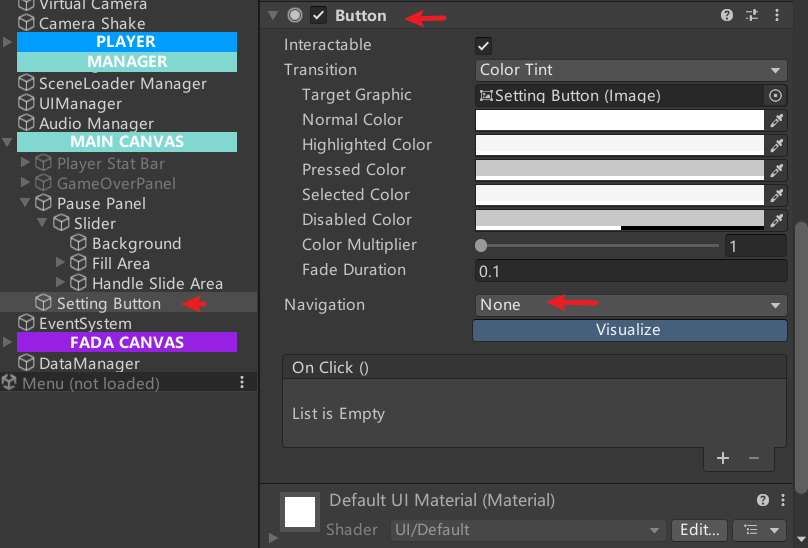 Virtual Camera
Camera Shake
PLAYER
MANAGER
SceneLoader Manager
UIManager
Audio Manager
MAIN CANVAS
Player Stat Bar
GameOverPanel
Pause Panel
Slider
Background
Fill Area
Handle Slide Area
Setting Button
EventSystem
FADA CANVAS
DataManager
Menu (not loaded)
Button
Interactable
Transition Color Tint
Target Graphic Setting Button (Image)
Normal Color
Highlighted Color
Pressed Color
Selected Color
Disabled Color
Color Multiplier 1
Fade Duration 0.1
Navigation None
Visualize
On Click ()
List is Empty
Default UI Material (Material)
Shader UI/Default Edit...